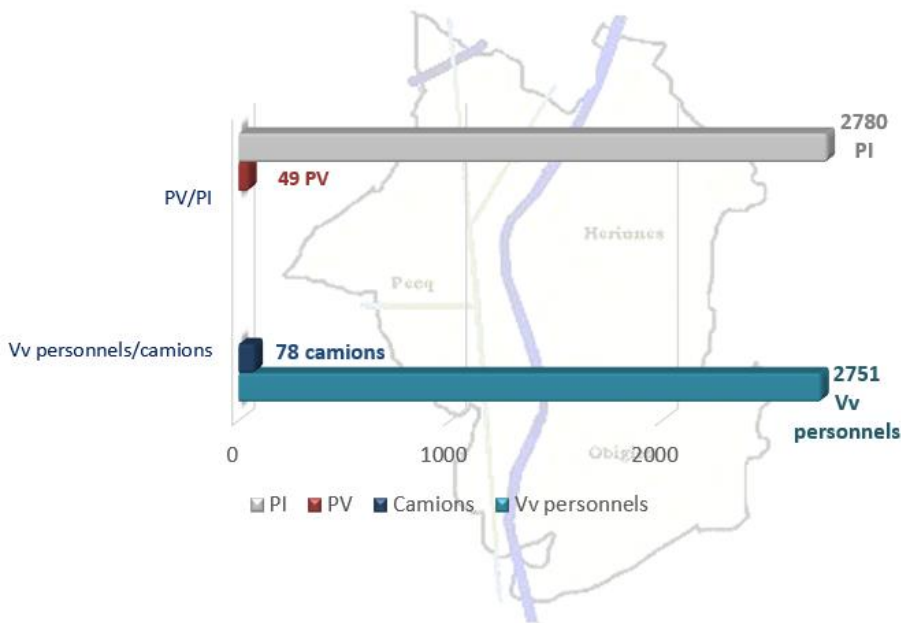 2780
PI
49 PV
PV/PI
Herinnes
Pecq
Vv personnels/camions
78 camions
2751
Vv
personnels
0
1000
2000
PI
PV
Camions
Vv personnels